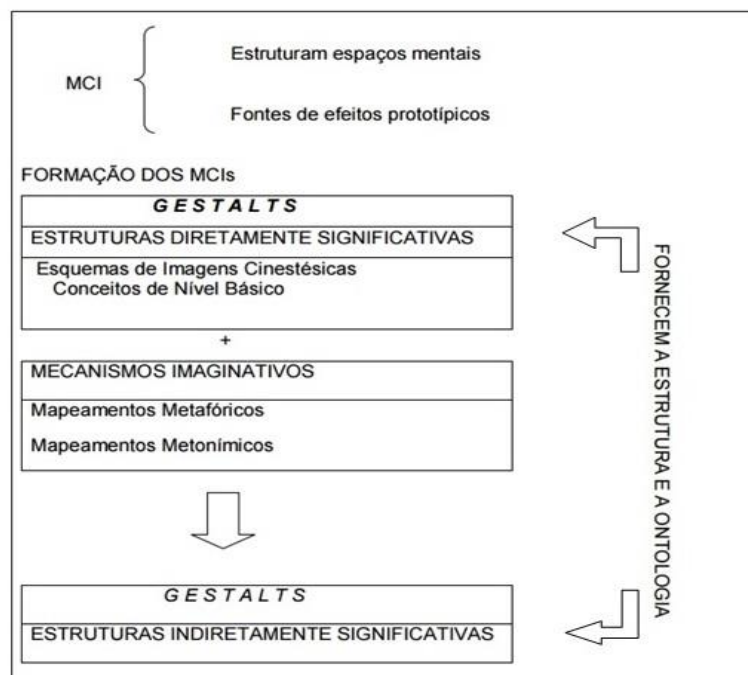 Estruturam espaços mentais
MCI
Fontes de efeitos prototípicos
FORMAÇÃO DOS MCIs
GESTALTS
ESTRUTURAS DIRETAMENTE SIGNIFICATIVAS
Esquemas de Imagens Cinestésicas
Conceitos de Nível Básico
+
MECANISMOS IMAGINATIVOS
Mapeamentos Metafóricos
Mapeamentos Metonímicos
GESTALTS
ESTRUTURAS INDIRETAMENTE SIGNIFICATIVAS
FORNECEM A ESTRUTURA E A ONTOLOGIA